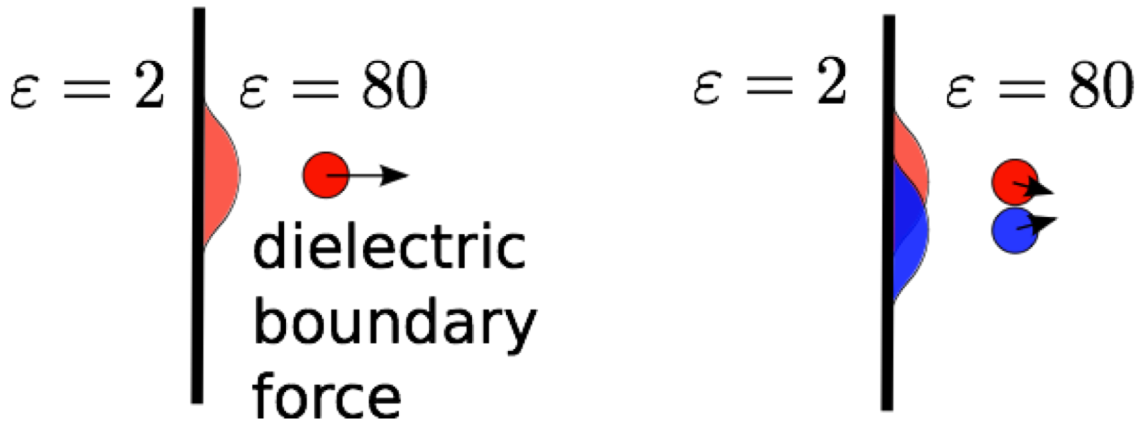 ε = 2
ε = 80
dielectric
boundary
force
ε = 2
ε = 80